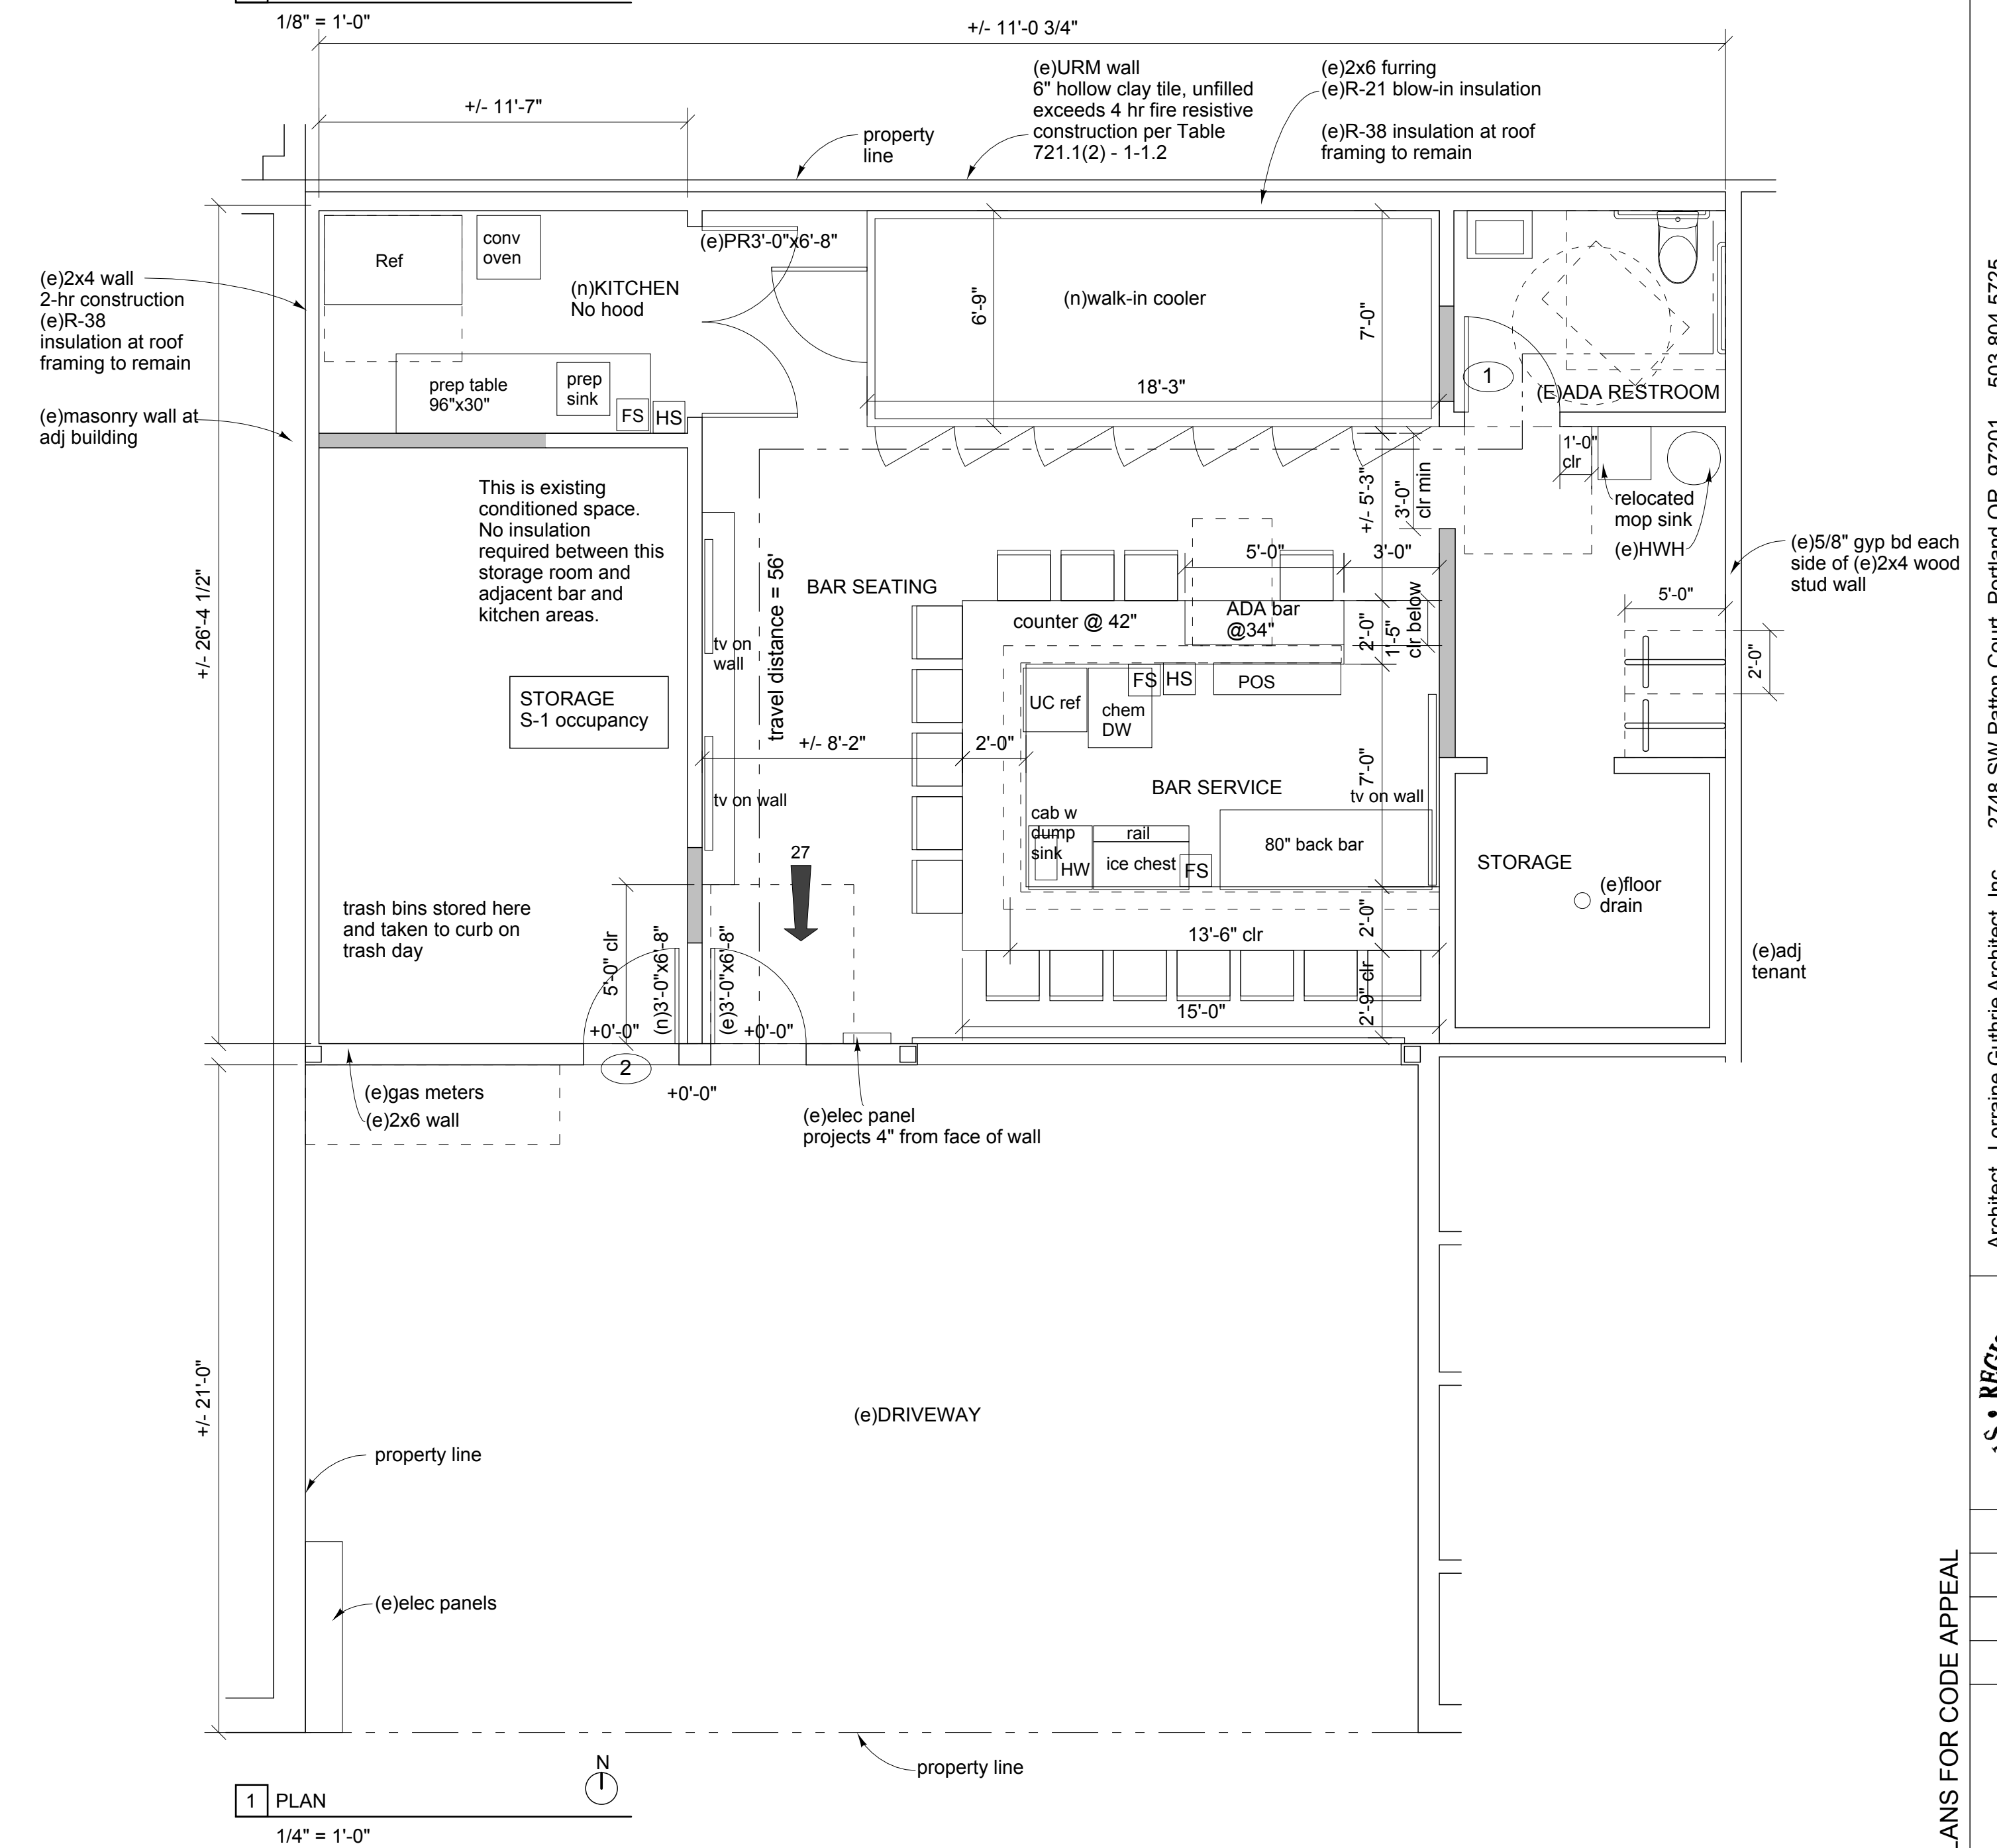 1/8" = 1'-0"
+/- 11'-0 3/4"
+/- 11'-7"
property
line
(e)URM wall
6" hollow clay tile, unfilled
exceeds 4 hr fire resistive
construction per Table
721.1(2) - 1-1.2
(e)2x6 furring
(e)R-21 blow-in insulation
(e)R-38 insulation at roof
framing to remain
(e)2x4 wall
2-hr construction
(e)R-38
insulation at roof
framing to remain
(e)masonry wall at
adj building
Ref
conv
oven
(n)KITCHEN
No hood
(e)PR3'-0"x6'-8"
prep table
96"x30"
prep
sink
FS
HS
6'-9"
(n)walk-in cooler
7'-0"
18'-3"
1
(E)ADA RESTROOM
1'-0"
clr
relocated
mop sink
(e)HWH
(e)5/8" gyp bd each
side of (e)2x4 wood
stud wall
5'-0"
2'-0"
This is existing
conditioned space.
No insulation
required between this
storage room and
adjacent bar and
kitchen areas.
+/- 26'-4 1/2"
STORAGE
S-1 occupancy
tv on
wall
travel distance = 56'
BAR SEATING
+/- 5'-3"
3'-0"
clr min
5'-0"
3'-0"
counter @ 42"
ADA bar
@34"
2'-0"
1'-5"
clr below
UC ref
FS
HS
chem
DW
POS
+/- 8'-2"
2'-0"
7'-0"
BAR SERVICE
tv on wall
tv on wall
cab w
dump
sink
HW
rail
ice chest
FS
80" back bar
27
STORAGE
(e)floor
drain
trash bins stored here
and taken to curb on
trash day
5'-0" clr
(n)3'-0"x6'-8"
(e)3'-0"x6'-8"
+0'-0"
+0'-0"
13'-6" clr
2'-0"
2'-9" clr
15'-0"
(e)adj
tenant
2
+0'-0"
(e)gas meters
(e)2x6 wall
(e)elec panel
projects 4" from face of wall
+/- 21'-0"
(e)DRIVEWAY
property line
(e)elec panels
property line
N
1 PLAN
1/4" = 1'-0"
Architect, Lorraine Guthrie Architect, Inc. 2748 SW Patton Court, Portland OR 97201 503.804.5725
LANS FOR CODE APPEAL